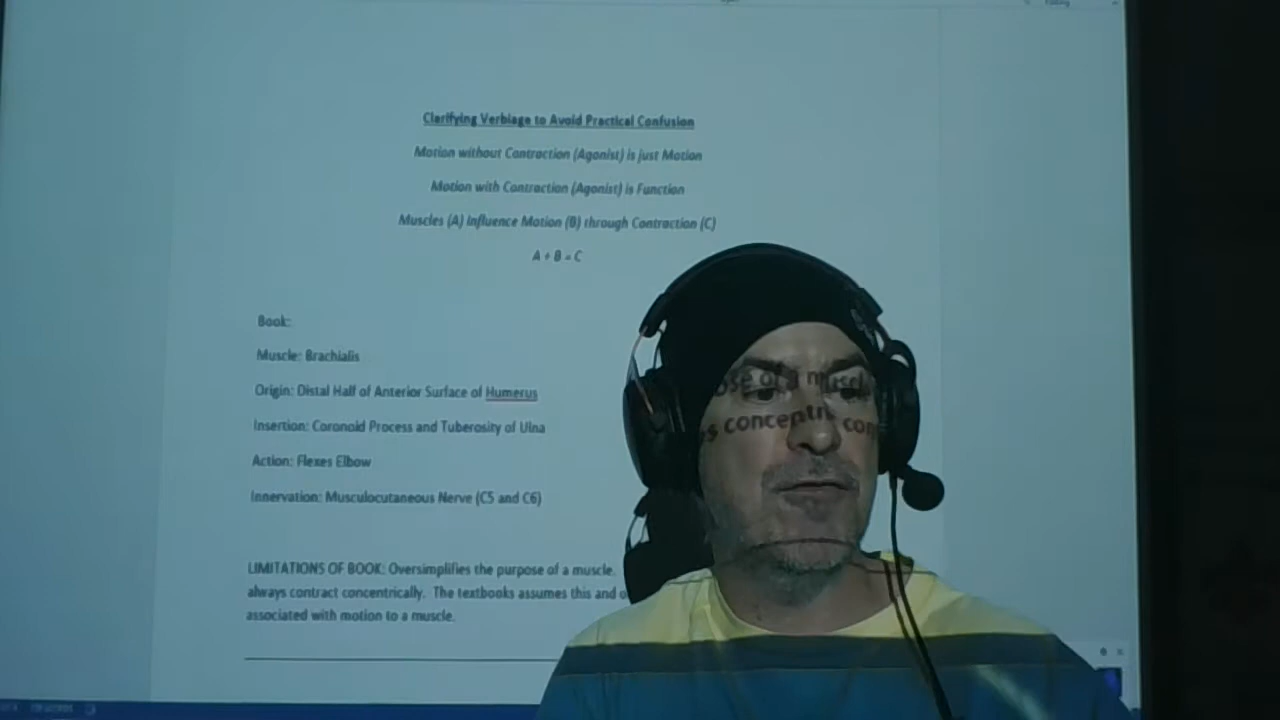 Clarifying Verbiage to Avoid Practical Confusion
Motion without Contraction (Agonist) is just Motion
Motion with Contraction (Agonist) is Function
Muscles (A) Influence Motion (B) through Contraction (C)
A + B = C
Book:
Muscle: Brachialis
Origin: Distal Half of Anterior Surface of Humerus
Insertion: Coronoid Process and Tuberosity of Ulna
Action: Flexes Elbow
Innervation: Musculocutaneous Nerve (C5 and C6)
LIMITATIONS OF BOOK: Oversimplifies the purpose of a muscle.
always contract concentrically. The textbooks assumes this and
associated with motion to a muscle.
of a